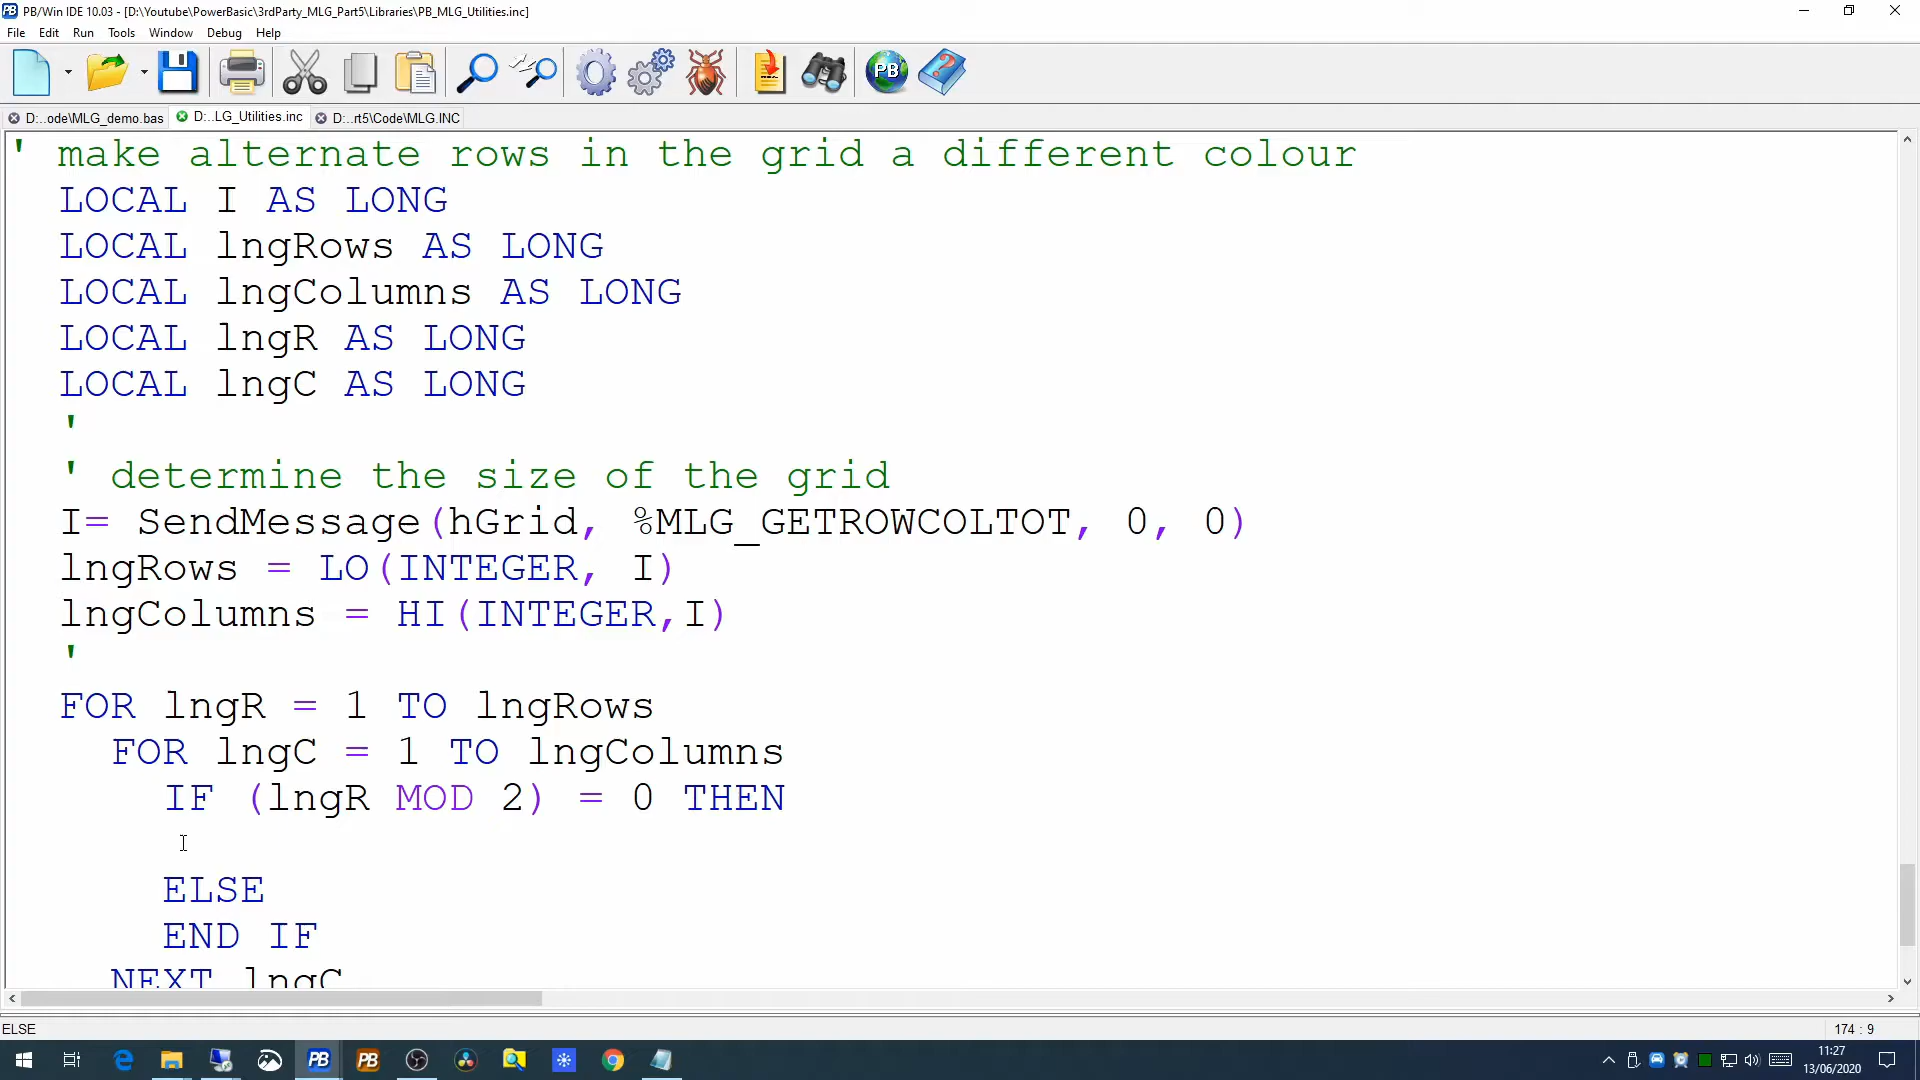 PB/Win IDE 10.03 - [D:\Youtube\PowerBasic\3rdParty_MLG_Part5\Libraries\PB_MLG_Utilities.inc]
File Edit Run Tools Window Debug Help
PB
D:..ode\MLG_demo.bas D:..LG_Utilities.inc D:..rt5\Code\MLG.INC
' make alternate rows in the grid a different colour
LOCAL I AS LONG
LOCAL lngRows AS LONG
LOCAL lngColumns AS LONG
LOCAL lngR AS LONG
LOCAL lngC AS LONG
'
' determine the size of the grid
I= SendMessage(hGrid, %MLG_GETROWCOLTOT, 0, 0)
lngRows = LO(INTEGER, I)
lngColumns = HI(INTEGER,I)
'
FOR lngR = 1 TO lngRows
FOR lngC = 1 TO lngColumns
IF (lngR MOD 2) = 0 THEN
ELSE
END IF
NEXT lngC
ELSE
174 : 9
PB PB
11:27
13/06/2020